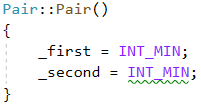 Pair::Pair()
{
    _first = INT_MIN;
    _second = INT_MIN;
}